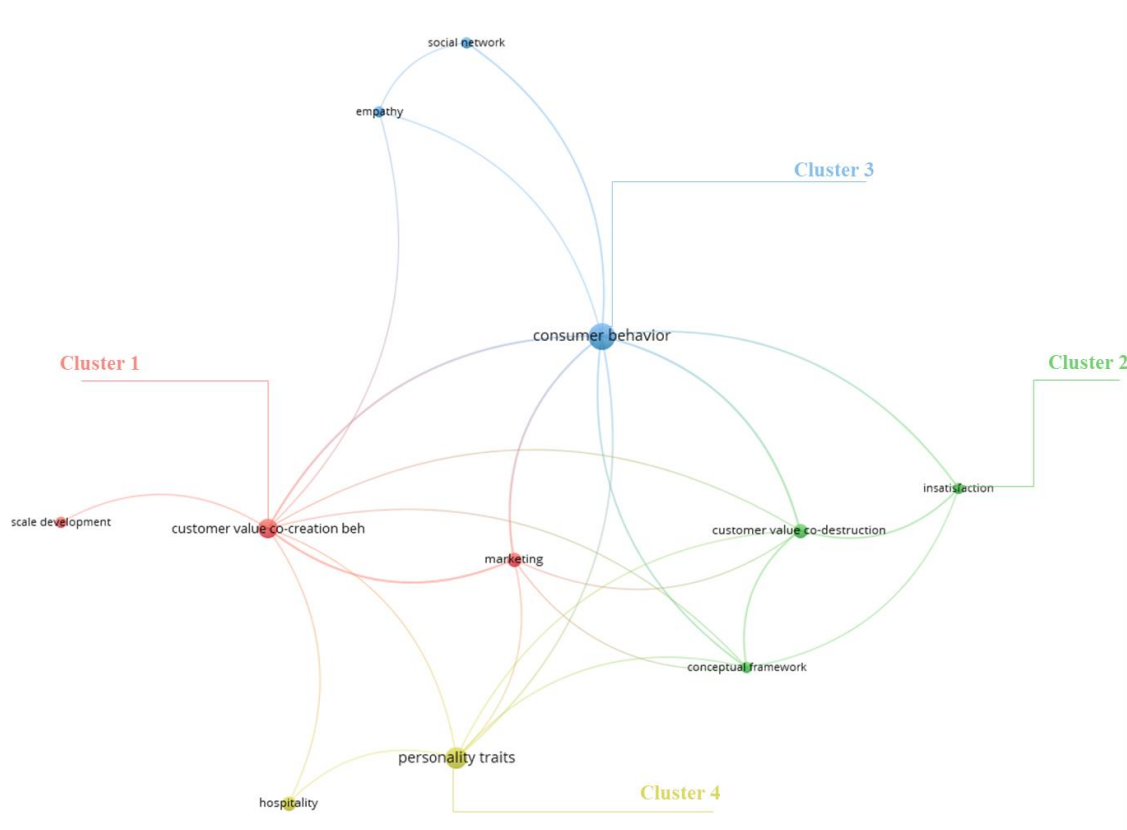 social network
empathy
Cluster 3
consumer behavior
Cluster 1
Cluster 2
insatisfaction
scale development
customer value co-creation beh
customer value co-destruction
marketing
conceptual framework
personality traits
Cluster 4
hospitality